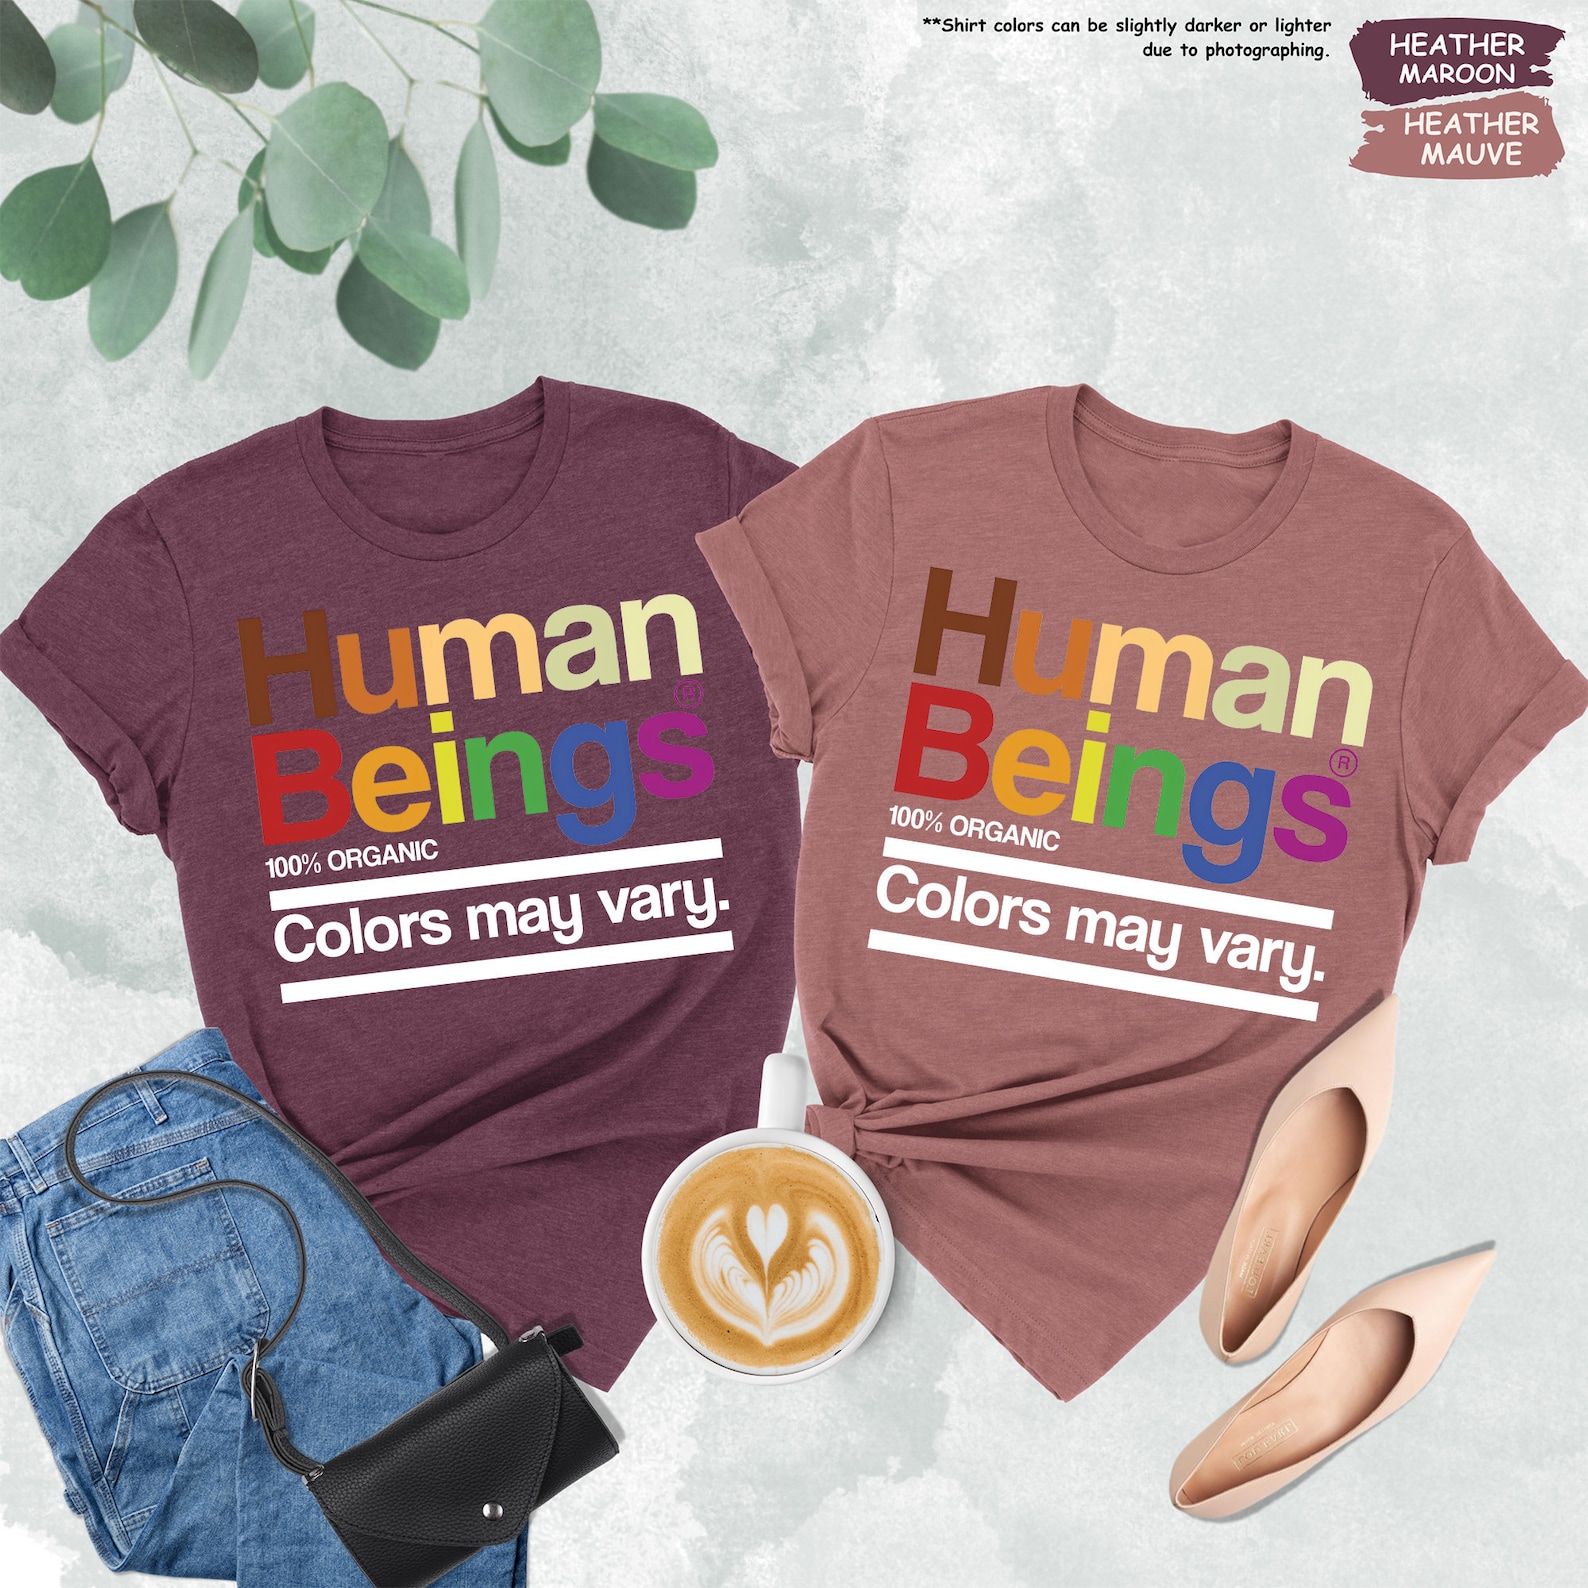 **Shirt colors can be slightly darker or lighter
due to photographing.
HEATHER
MAROON
HEATHER
MAUVE
Human
Beings®
100% ORGANIC
Colors may vary.
Human
Beings®
100% ORGANIC
Colors may vary.